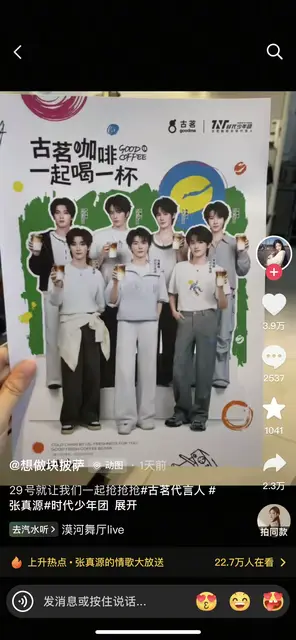 古茗
goodme
TNT时代少年团
古茗咖啡
GOOD COFFEE
一起喝一杯
3.9万
2537
1041
2.3万
@想做块披萨
动图 · 1天前
29号就让我们一起抢抢抢#古茗代言人 #
张真源#时代少年团 展开
去汽水听 〉 漠河舞厅live
拍同款
上升热点 · 张真源的情歌大放送
22.7万人在看 〉
发消息或按住说话...